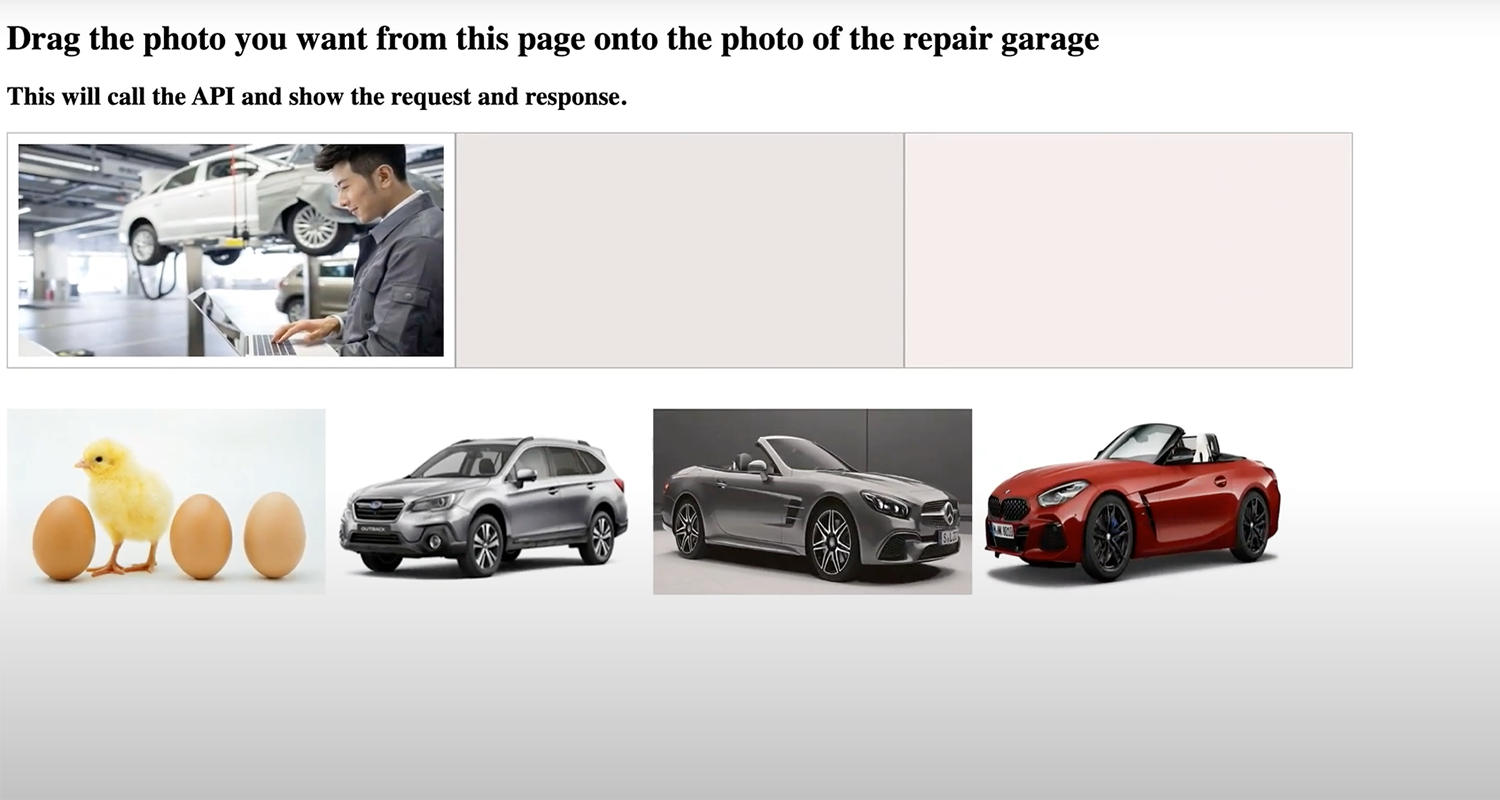 Drag the photo you want from this page onto the photo of the repair garage
This will call the API and show the request and response.
OUTBACK